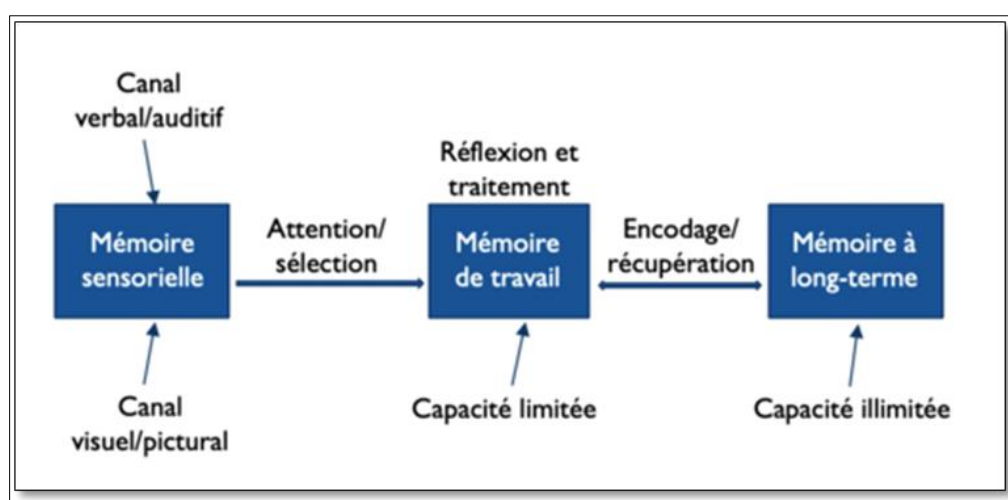 Canal
verbal/auditif
Réflexion et
traitement
Mémoire
sensorielle
Attention/
sélection
Mémoire
de travail
Encodage/
récupération
Mémoire à
long-terme
Canal
visuel/pictural
Capacité limitée
Capacité illimitée